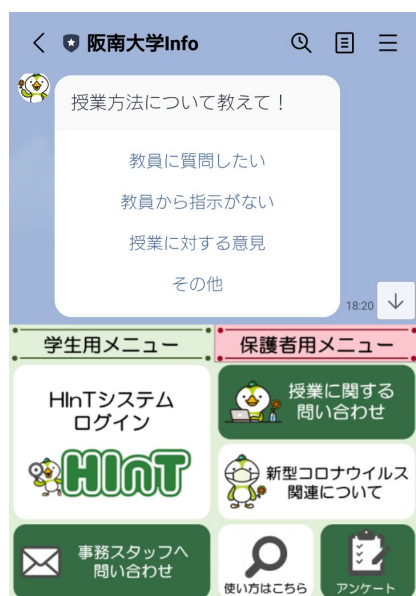 阪南大学Info
授業方法について教えて！
教員に質問したい
教員から指示がない
授業に対する意見
その他
18:20
学生用メニュー
保護者用メニュー
HInTシステム
ログイン
HInT
授業に関する
問い合わせ
新型コロナウイルス
関連について
事務スタッフへ
問い合わせ
使い方はこちら
アンケート